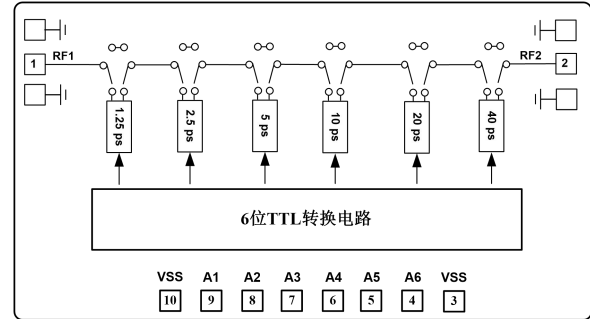 1 RF1 RF2 2
1.25 ps 2.5 ps 5 ps 10 ps 20 ps 40 ps
6位TTL转换电路
VSS A1 A2 A3 A4 A5 A6 VSS
10 9 8 7 6 5 4 3